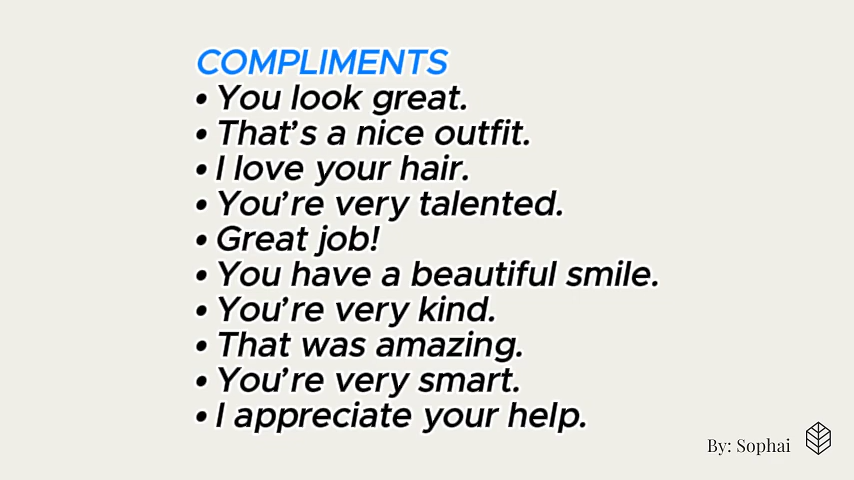 COMPLIMENTS
• You look great.
• That’s a nice outfit.
• I love your hair.
• You’re very talented.
• Great job!
• You have a beautiful smile.
• You’re very kind.
• That was amazing.
• You’re very smart.
• I appreciate your help.
By: Sophai